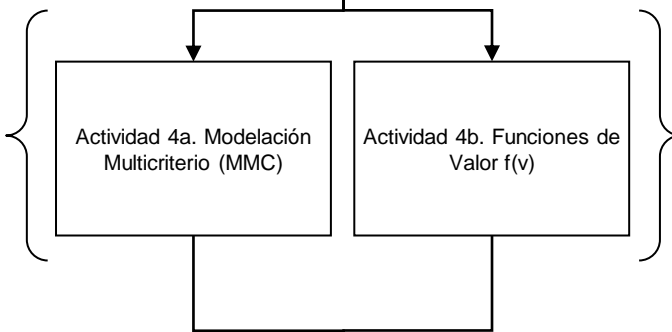 Actividad 4a. Modelación
Multicriterio (MMC)
Actividad 4b. Funciones de
Valor f(v)